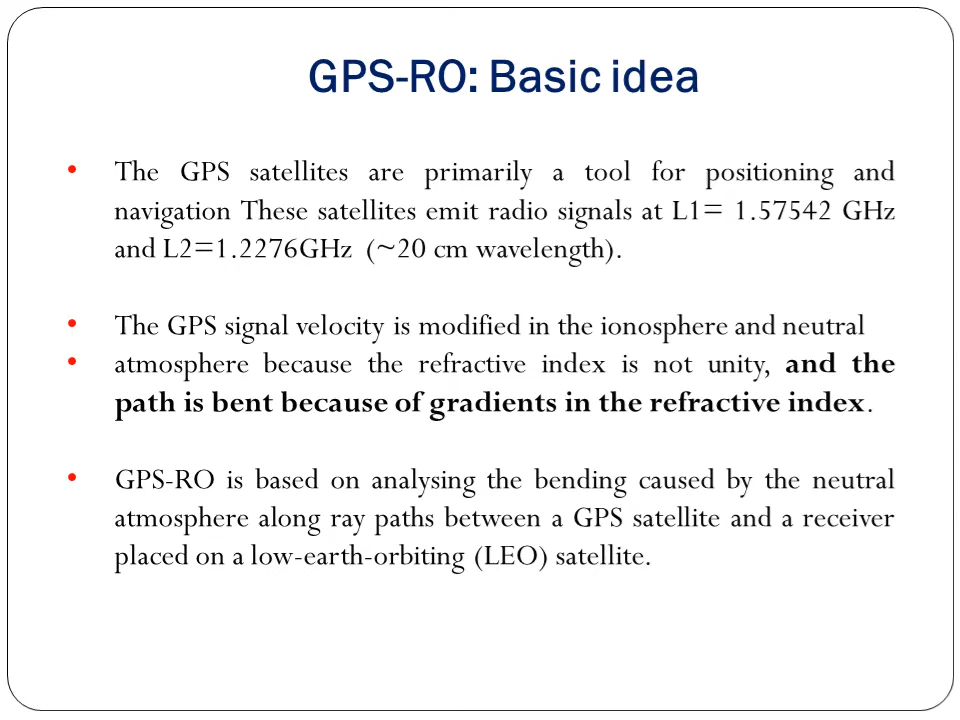 GPS-RO: Basic idea
• The GPS satellites are primarily a tool for positioning and
navigation These satellites emit radio signals at L1= 1.57542 GHz
and L2=1.2276GHz (~20 cm wavelength).
• The GPS signal velocity is modified in the ionosphere and neutral
• atmosphere because the refractive index is not unity, and the
path is bent because of gradients in the refractive index.
• GPS-RO is based on analysing the bending caused by the neutral
atmosphere along ray paths between a GPS satellite and a receiver
placed on a low-earth-orbiting (LEO) satellite.